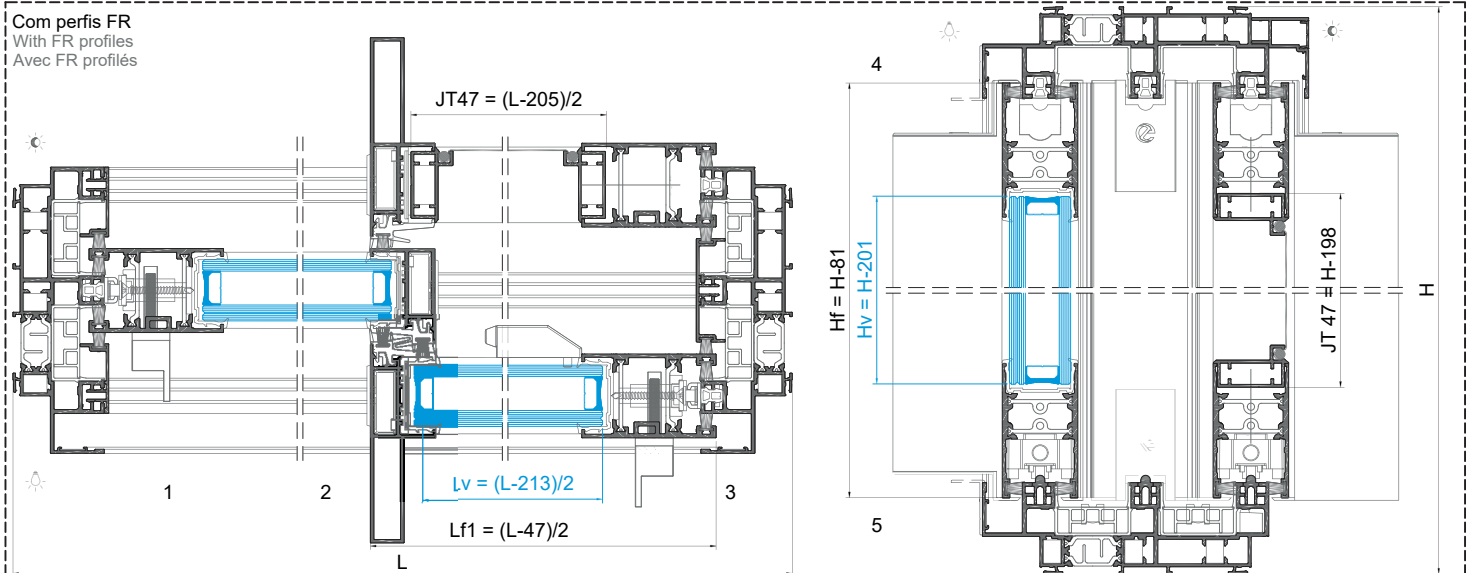 Com perfis FR
With FR profiles
Avec FR profilés
JT47 = (L-205)/2
1
2
3
Lv = (L-213)/2
Lf1 = (L-47)/2
L
4
5
Hf = H-81
Hv = H-201
JT 47 = H-198
H